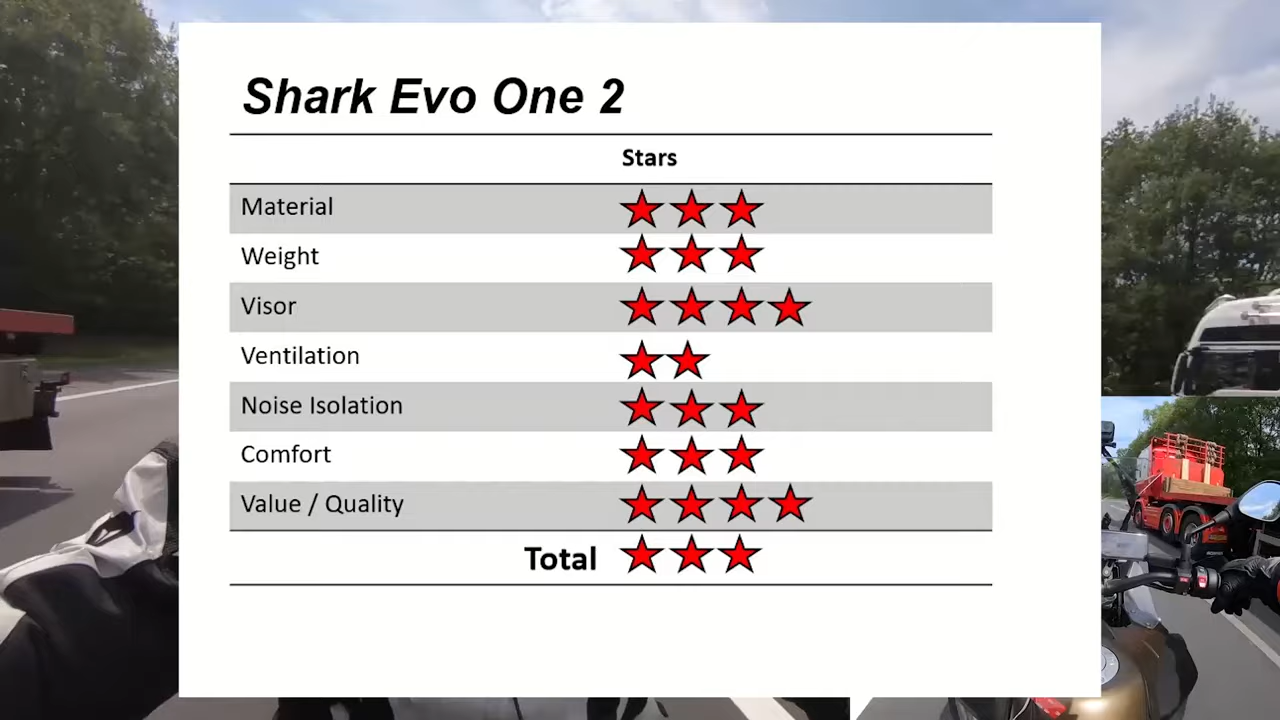 Shark Evo One 2
Stars
Material
Weight
Visor
Ventilation
Noise Isolation
Comfort
Value / Quality
Total